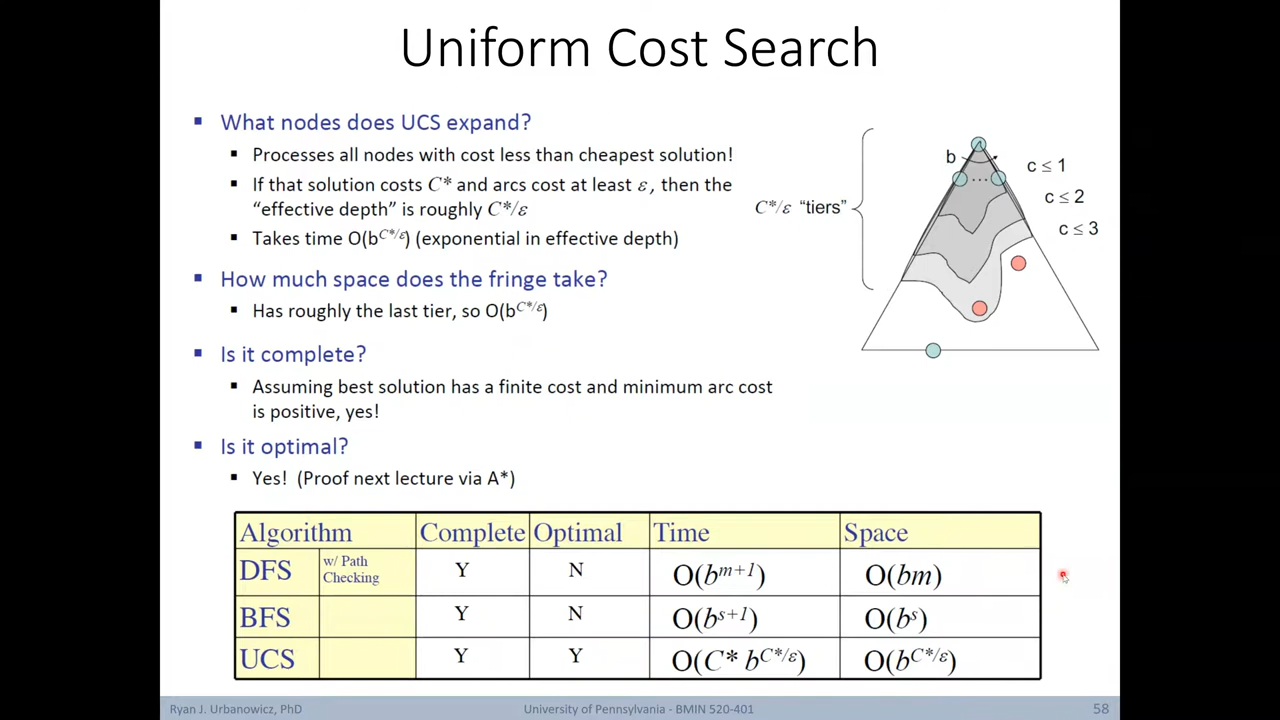 Uniform Cost Search
▪ What nodes does UCS expand?
▪ Processes all nodes with cost less than cheapest solution!
▪ If that solution costs C* and arcs cost at least ε , then the
“effective depth” is roughly C*/ε
▪ Takes time O(b^{C*/ε}) (exponential in effective depth)
▪ How much space does the fringe take?
▪ Has roughly the last tier, so O(b^{C*/ε})
▪ Is it complete?
▪ Assuming best solution has a finite cost and minimum arc cost
is positive, yes!
▪ Is it optimal?
▪ Yes! (Proof next lecture via A*)
C*/ε “tiers”
b
...
c ≤ 1
c ≤ 2
c ≤ 3
Algorithm Complete Optimal Time Space
DFS w/ Path Checking Y N O(b^{m+1}) O(bm)
BFS Y N O(b^{s+1}) O(b^s)
UCS Y Y O(C* b^{C*/ε}) O(b^{C*/ε})
Ryan J. Urbanowicz, PhD University of Pennsylvania - BMIN 520-401 58